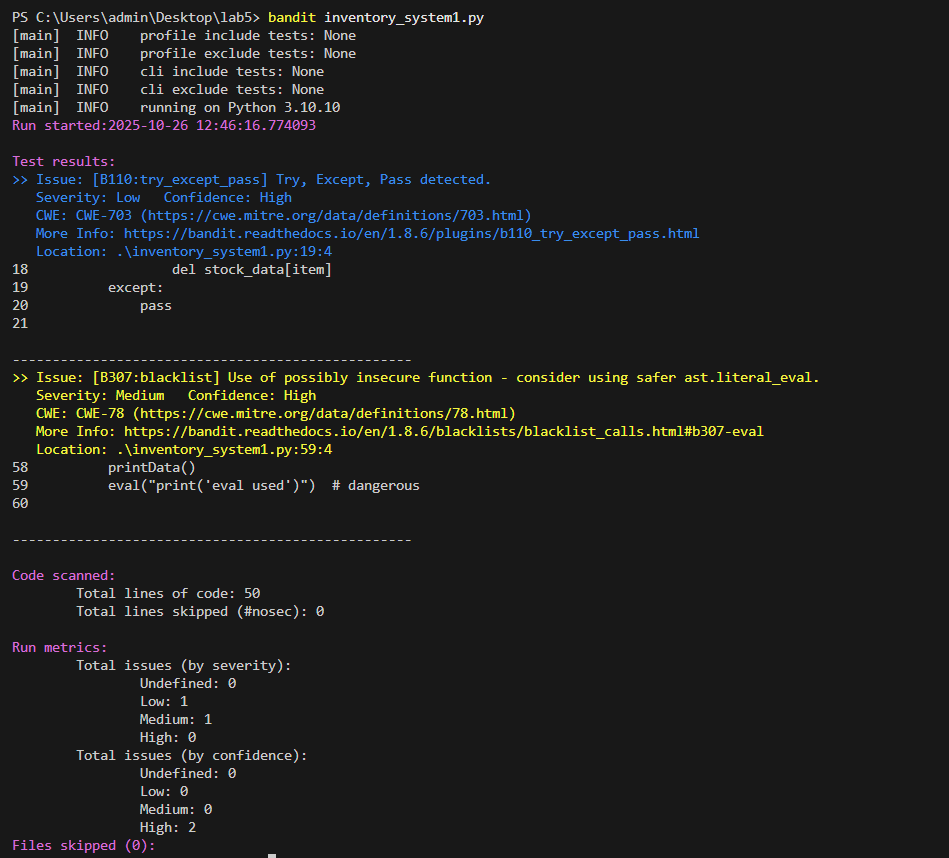 PS C:\Users\admin\Desktop\lab5> bandit inventory_system1.py
[main]  INFO    profile include tests: None
[main]  INFO    profile exclude tests: None
[main]  INFO    cli include tests: None
[main]  INFO    cli exclude tests: None
[main]  INFO    running on Python 3.10.10
Run started:2025-10-26 12:46:16.774093

Test results:
>> Issue: [B110:try_except_pass] Try, Except, Pass detected.
   Severity: Low   Confidence: High
   CWE: CWE-703 (https://cwe.mitre.org/data/definitions/703.html)
   More Info: https://bandit.readthedocs.io/en/1.8.6/plugins/b110_try_except_pass.html
   Location: .\inventory_system1.py:19:4
18                  del stock_data[item]
19          except:
20              pass
21

--------------------------------------------------
>> Issue: [B307:blacklist] Use of possibly insecure function - consider using safer ast.literal_eval.
   Severity: Medium   Confidence: High
   CWE: CWE-78 (https://cwe.mitre.org/data/definitions/78.html)
   More Info: https://bandit.readthedocs.io/en/1.8.6/blacklists/blacklist_calls.html#b307-eval
   Location: .\inventory_system1.py:59:4
58          printData()
59          eval("print('eval used')")  # dangerous
60

--------------------------------------------------

Code scanned:
        Total lines of code: 50
        Total lines skipped (#nosec): 0

Run metrics:
        Total issues (by severity):
                Undefined: 0
                Low: 1
                Medium: 1
                High: 0
        Total issues (by confidence):
                Undefined: 0
                Low: 0
                Medium: 0
                High: 2
Files skipped (0):